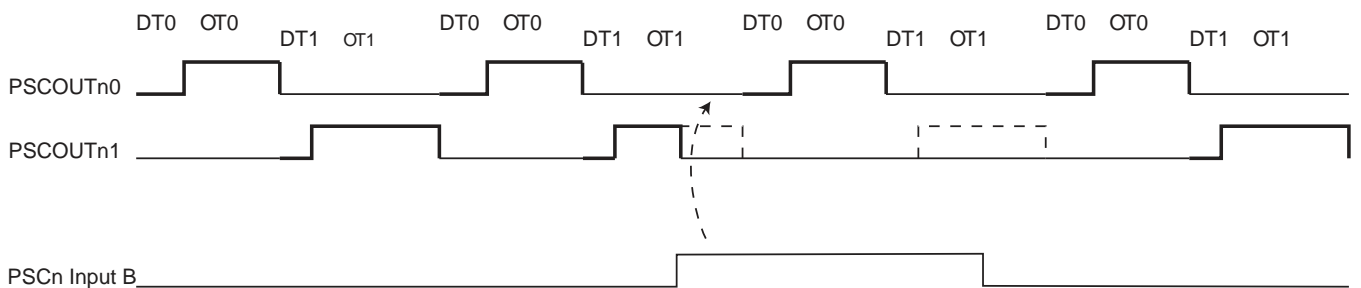 DT0 OT0 DT0 OT0 DT0 OT0 DT0 OT0
DT1 OT1 DT1 OT1 DT1 OT1 DT1 OT1
PSCOUTn0
PSCOUTn1
PSCn Input B